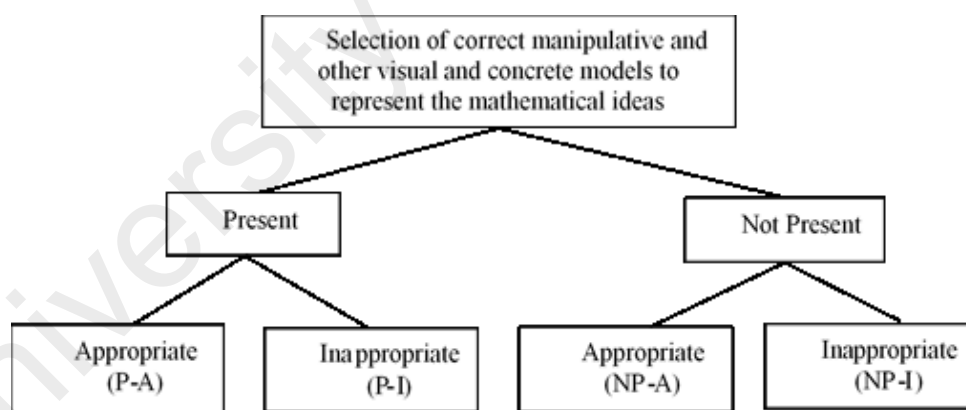 Selection of correct manipulative and
other visual and concrete models to
represent the mathematical ideas
Present
Not Present
Appropriate
(P-A)
Inappropriate
(P-I)
Appropriate
(NP-A)
Inappropriate
(NP-I)